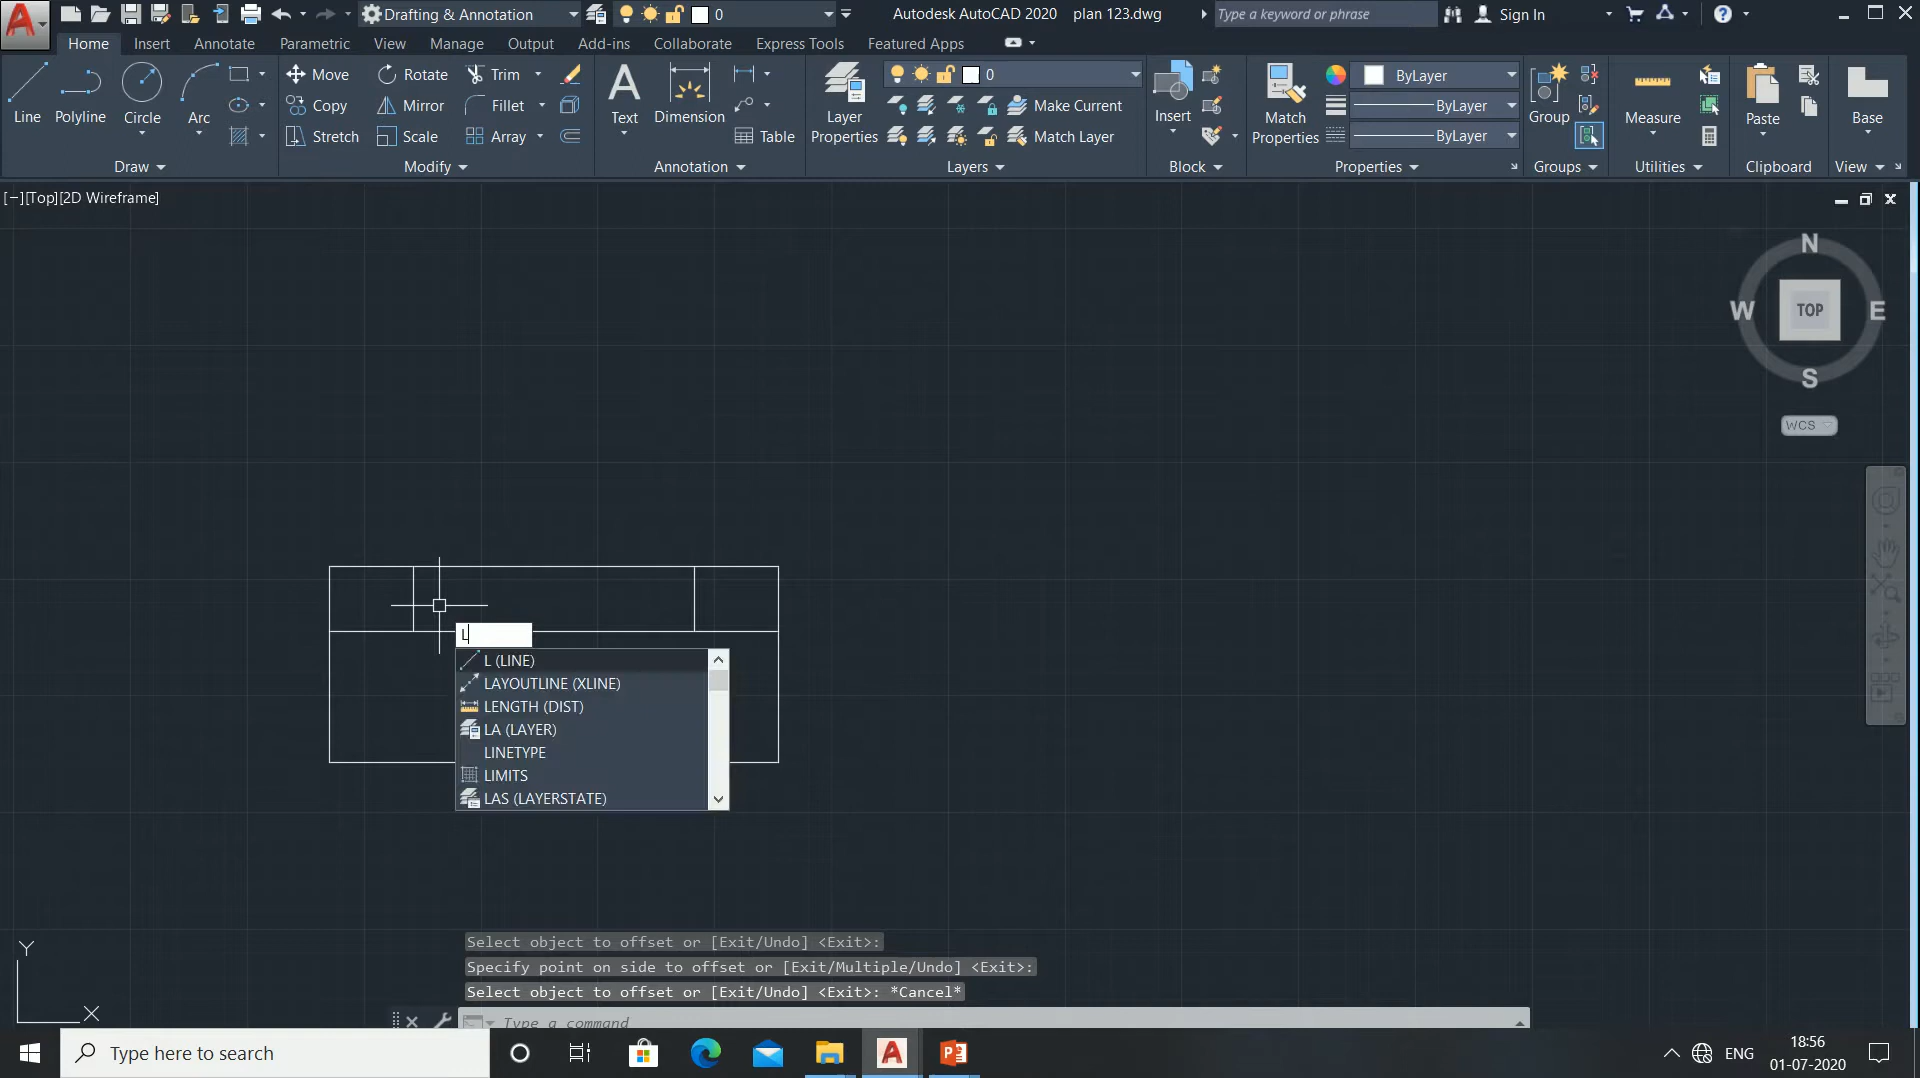 Drafting & Annotation
0
Autodesk AutoCAD 2020 plan 123.dwg
Type a keyword or phrase
Sign In
Home Insert Annotate Parametric View Manage Output Add-ins Collaborate Express Tools Featured Apps
Line
Polyline
Circle
Arc
Draw
Move
Rotate
Trim
Copy
Mirror
Fillet
Stretch
Scale
Array
Modify
Text
Dimension
Table
Annotation
Layer
Properties
0
Make Current
Match Layer
Layers
Insert
Block
Match
Properties
ByLayer
ByLayer
ByLayer
Properties
Group
Groups
Measure
Utilities
Paste
Clipboard
Base
View
[−][Top][2D Wireframe]
N
W
TOP
E
S
WCS
L
L (LINE)
LAYOUTLINE (XLINE)
LENGTH (DIST)
LA (LAYER)
LINETYPE
LIMITS
LAS (LAYERSTATE)
Y
X
Select object to offset or [Exit/Undo] <Exit>:
Specify point on side to offset or [Exit/Multiple/Undo] <Exit>:
Select object to offset or [Exit/Undo] <Exit>: *Cancel*
Type a command
Type here to search
ENG
18:56
01-07-2020